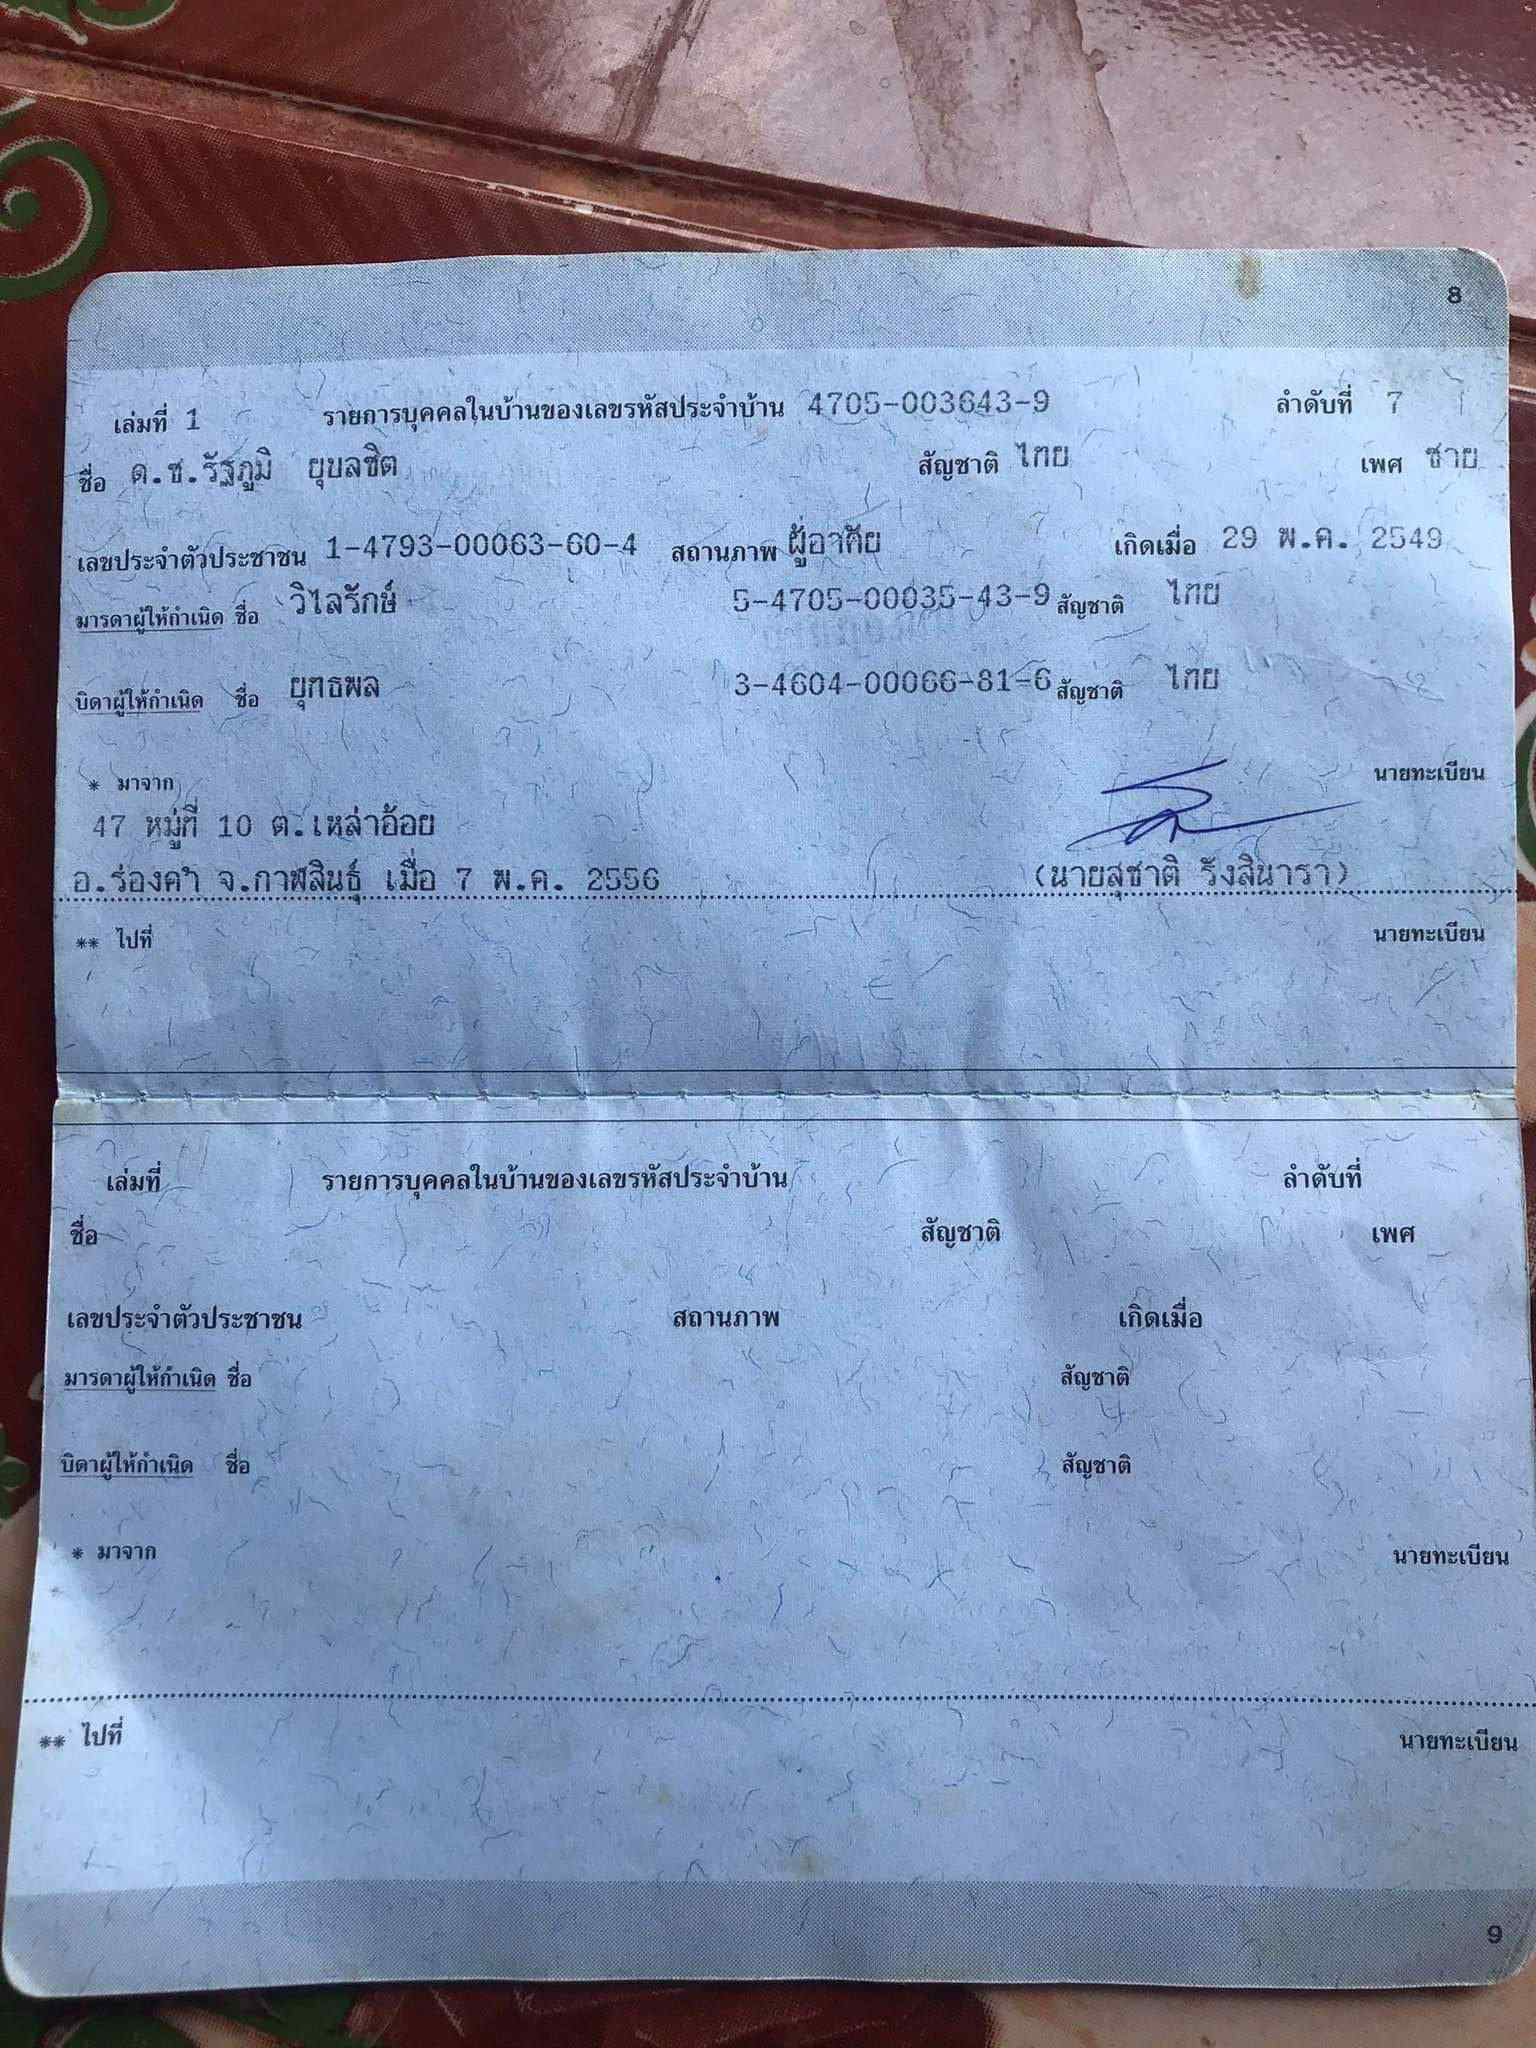 8
เล่มที่ 1 รายการบุคคลในบ้านของเลขรหัสประจำบ้าน 4705-003643-9 ลำดับที่ 7
ชื่อ ด.ช.รัฐภูมิ ยุบลชิต สัญชาติ ไทย เพศ ชาย
เลขประจำตัวประชาชน 1-4793-00063-60-4 สถานภาพ ผู้อาศัย เกิดเมื่อ 29 พ.ค. 2549
มารดาผู้ให้กำเนิด ชื่อ วิไลรักษ์ 5-4705-00035-43-9 สัญชาติ ไทย
บิดาผู้ให้กำเนิด ชื่อ ยุทธพล 3-4604-00066-81-6 สัญชาติ ไทย
* มาจาก นายทะเบียน
47 หมู่ที่ 10 ต.เหล่าอ้อย
อ.ร่องคำ จ.กาฬสินธุ์ เมื่อ 7 พ.ค. 2556 (นายสุชาติ รังสินารา)
** ไปที่ นายทะเบียน
เล่มที่ รายการบุคคลในบ้านของเลขรหัสประจำบ้าน ลำดับที่
ชื่อ สัญชาติ เพศ
เลขประจำตัวประชาชน สถานภาพ เกิดเมื่อ
มารดาผู้ให้กำเนิด ชื่อ สัญชาติ
บิดาผู้ให้กำเนิด ชื่อ สัญชาติ
* มาจาก นายทะเบียน
** ไปที่ นายทะเบียน
9